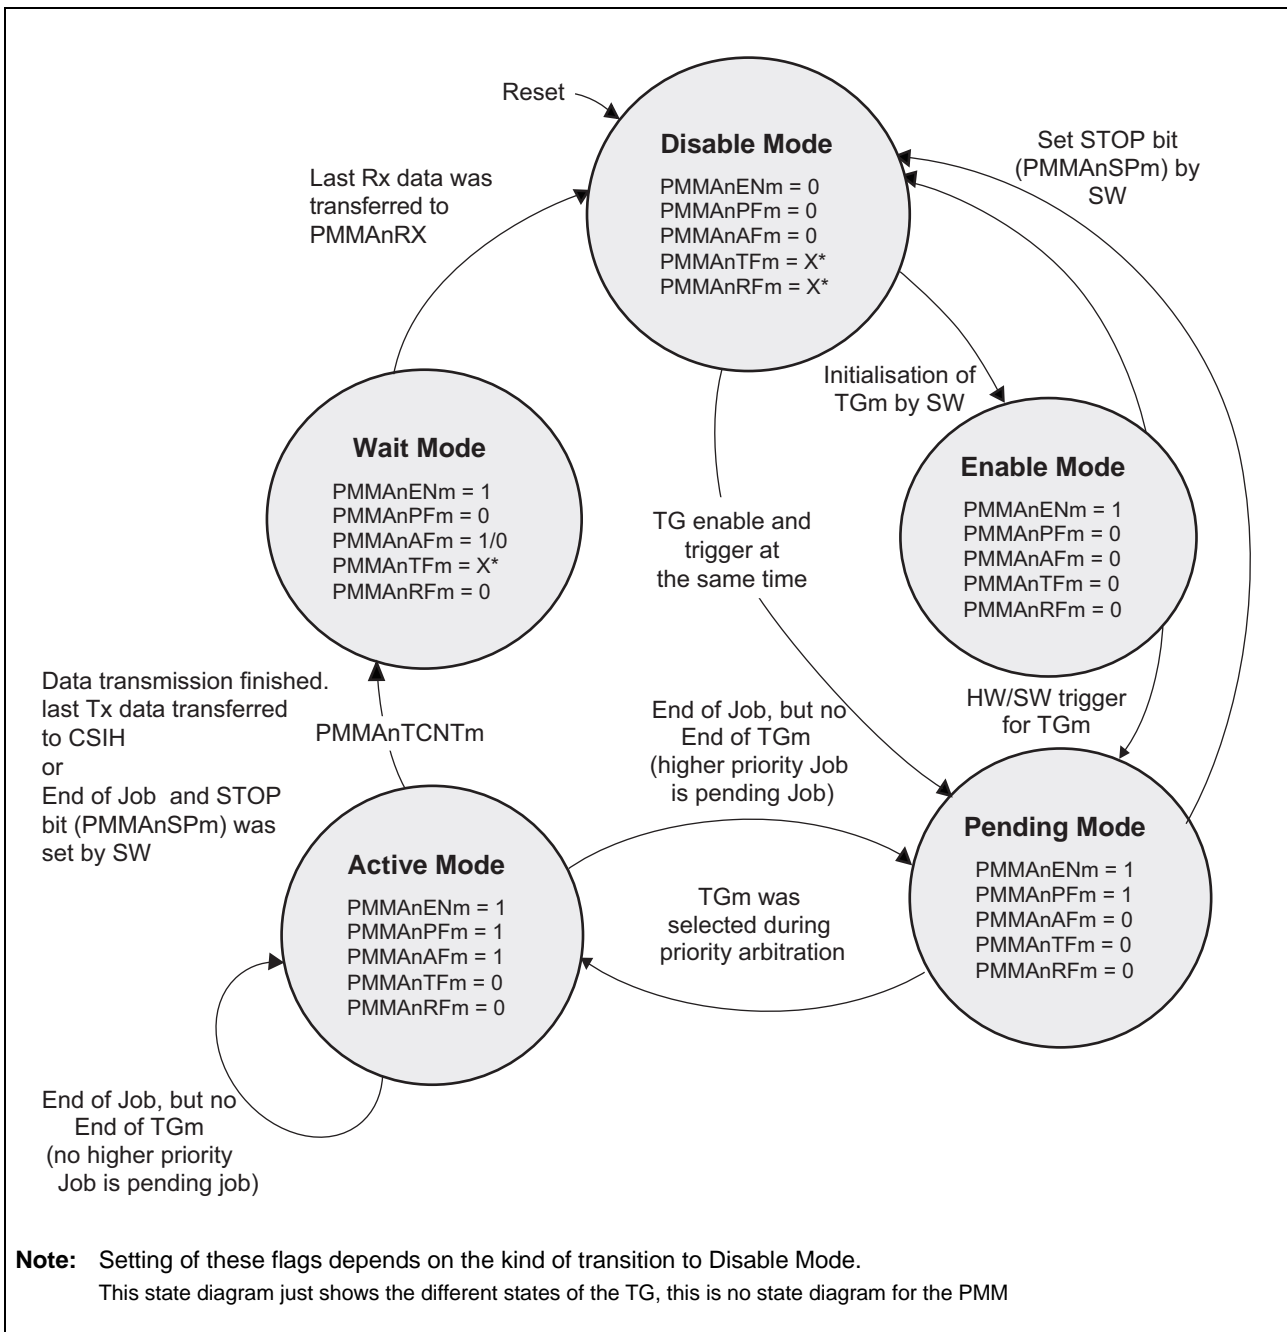 Reset
Disable Mode
PMMAnENm = 0
PMMAnPFm = 0
PMMAnAFm = 0
PMMAnTFm = X*
PMMAnRFm = X*
Set STOP bit
(PMMAnSPm) by
SW
Last Rx data was
transferred to
PMMAnRX
Initialisation of
TGm by SW
Wait Mode
PMMAnENm = 1
PMMAnPFm = 0
PMMAnAFm = 1/0
PMMAnTFm = X*
PMMAnRFm = 0
TG enable and
trigger at
the same time
Enable Mode
PMMAnENm = 1
PMMAnPFm = 0
PMMAnAFm = 0
PMMAnTFm = 0
PMMAnRFm = 0
Data transmission finished.
last Tx data transferred
to CSIH
or
End of Job and STOP
bit (PMMAnSPm) was
set by SW
PMMAnTCNTm
End of Job, but no
End of TGm
(higher priority Job
is pending Job)
HW/SW trigger
for TGm
Active Mode
PMMAnENm = 1
PMMAnPFm = 1
PMMAnAFm = 1
PMMAnTFm = 0
PMMAnRFm = 0
TGm was
selected during
priority arbitration
Pending Mode
PMMAnENm = 1
PMMAnPFm = 1
PMMAnAFm = 0
PMMAnTFm = 0
PMMAnRFm = 0
End of Job, but no
End of TGm
(no higher priority
Job is pending job)
Note: Setting of these flags depends on the kind of transition to Disable Mode.
This state diagram just shows the different states of the TG, this is no state diagram for the PMM